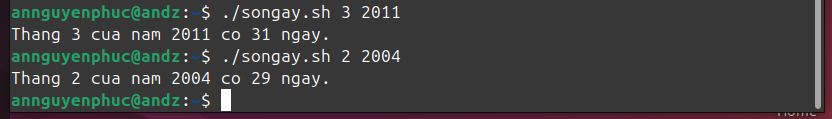 annguyenphuc@andz:~$ ./songay.sh 3 2011
Thang 3 cua nam 2011 co 31 ngay.
annguyenphuc@andz:~$ ./songay.sh 2 2004
Thang 2 cua nam 2004 co 29 ngay.
annguyenphuc@andz:~$
Home